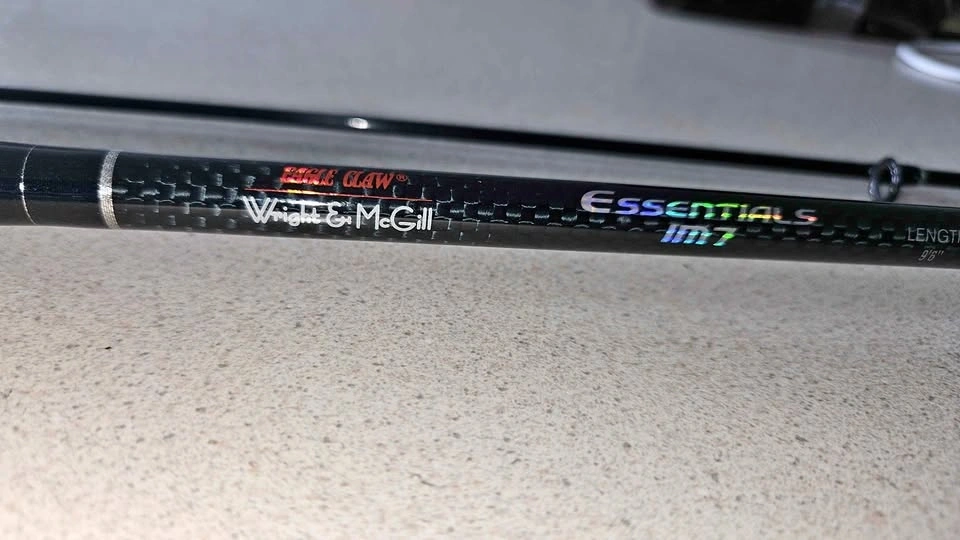 EAGLE CLAW®
Wright & McGill
ESSENTIALS
IM7
LENGTH
9'6"